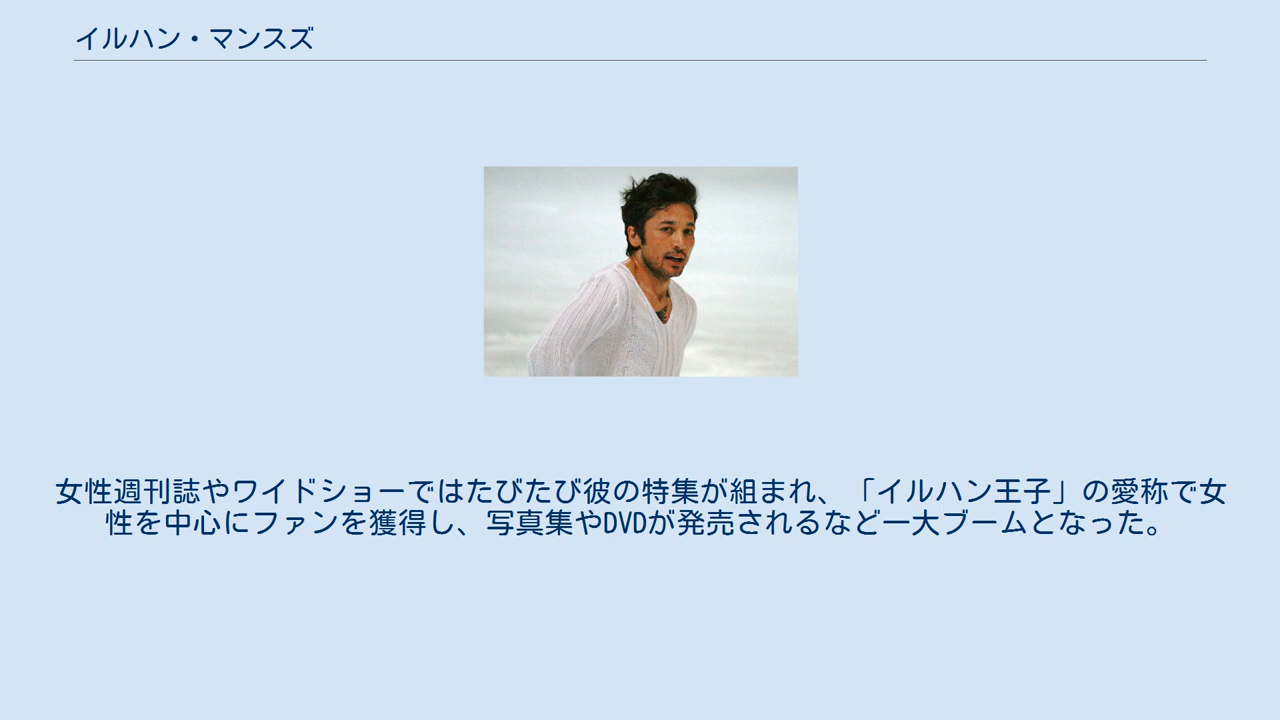 イルハン・マンスズ
女性週刊誌やワイドショーではたびたび彼の特集が組まれ、「イルハン王子」の愛称で女
性を中心にファンを獲得し、写真集やDVDが発売されるなど一大ブームとなった。